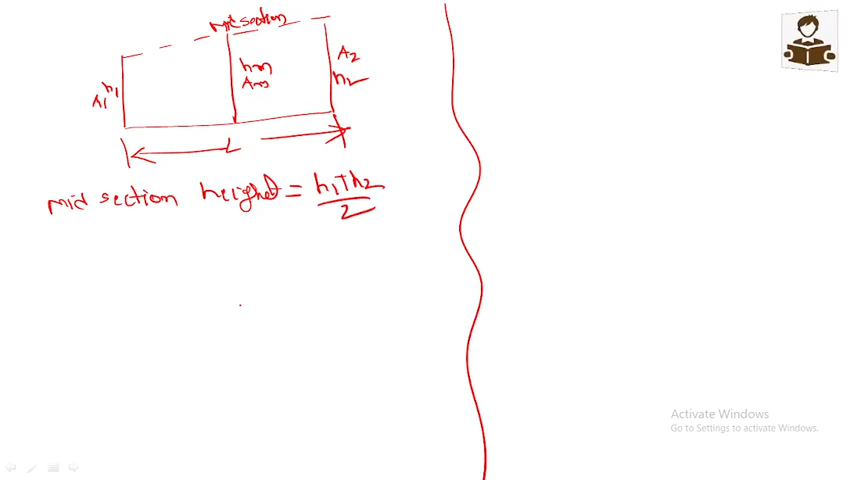 mid section
h1 A1
hm
Am
A2
h2
L
mid section height = h1+h2/2
Activate Windows
Go to Settings to activate Windows.